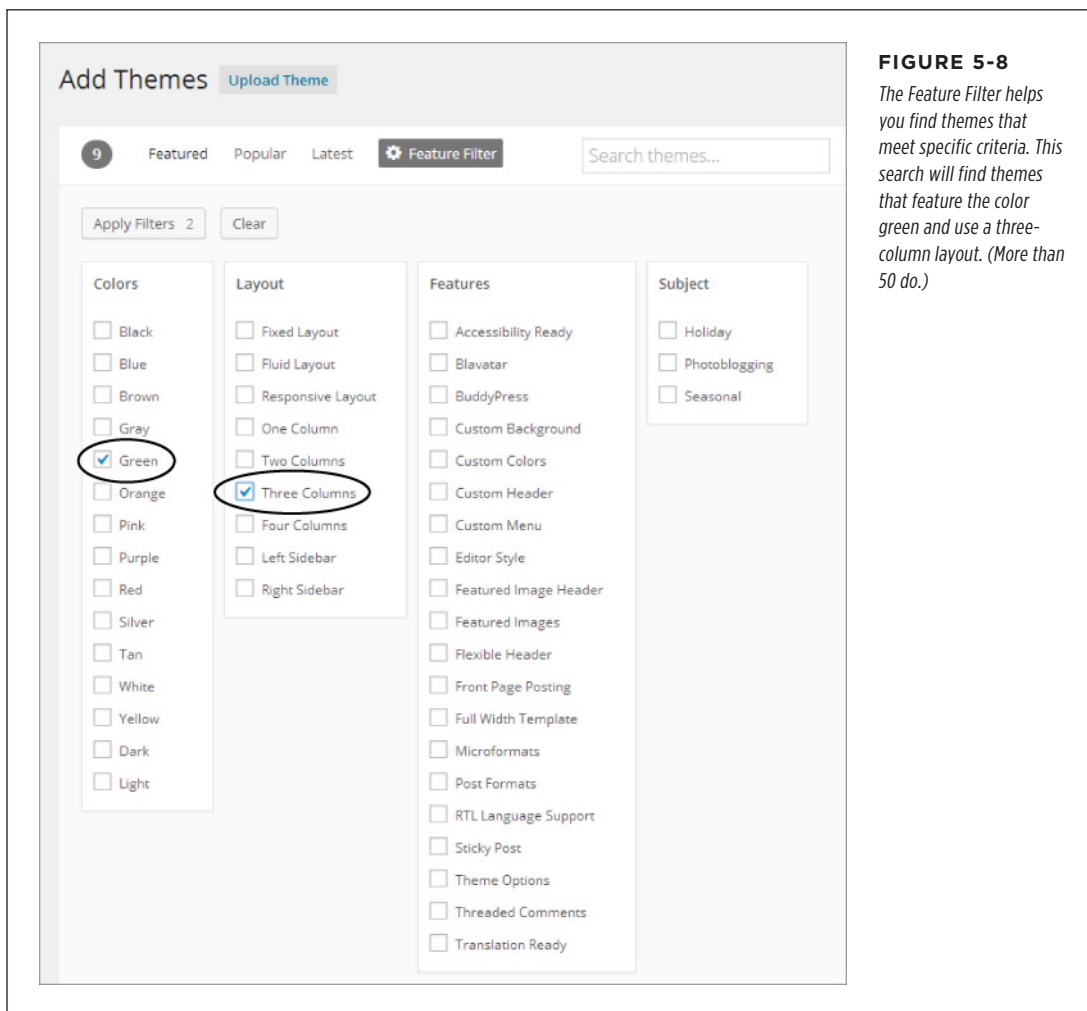 Add Themes Upload Theme
9 Featured Popular Latest Feature Filter Search themes...
Apply Filters 2 Clear
Colors
Black
Blue
Brown
Gray
Green
Orange
Pink
Purple
Red
Silver
Tan
White
Yellow
Dark
Light
Layout
Fixed Layout
Fluid Layout
Responsive Layout
One Column
Two Columns
Three Columns
Four Columns
Left Sidebar
Right Sidebar
Features
Accessibility Ready
Blavatar
BuddyPress
Custom Background
Custom Colors
Custom Header
Custom Menu
Editor Style
Featured Image Header
Featured Images
Flexible Header
Front Page Posting
Full Width Template
Microformats
Post Formats
RTL Language Support
Sticky Post
Theme Options
Threaded Comments
Translation Ready
Subject
Holiday
Photoblogging
Seasonal
FIGURE 5-8
The Feature Filter helps
you find themes that
meet specific criteria. This
search will find themes
that feature the color
green and use a three-
column layout. (More than
50 do.)